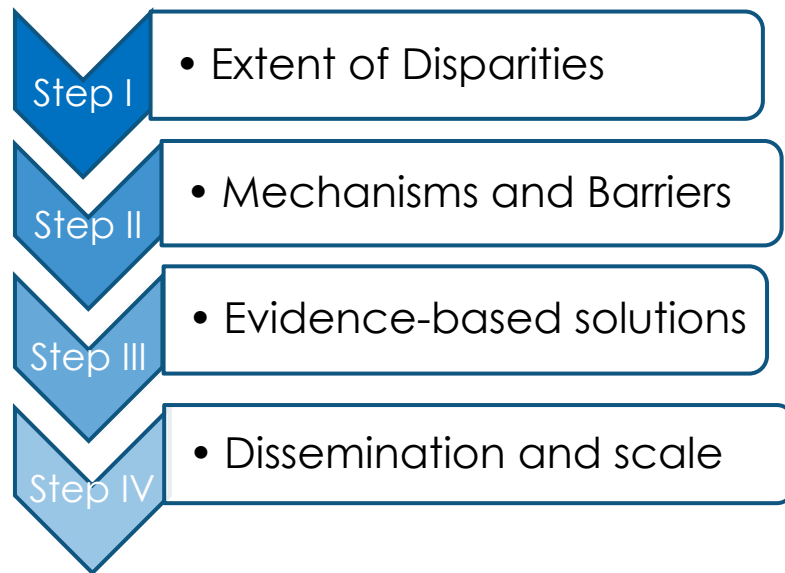 Step I
• Extent of Disparities
Step II
• Mechanisms and Barriers
Step III
• Evidence-based solutions
Step IV
• Dissemination and scale